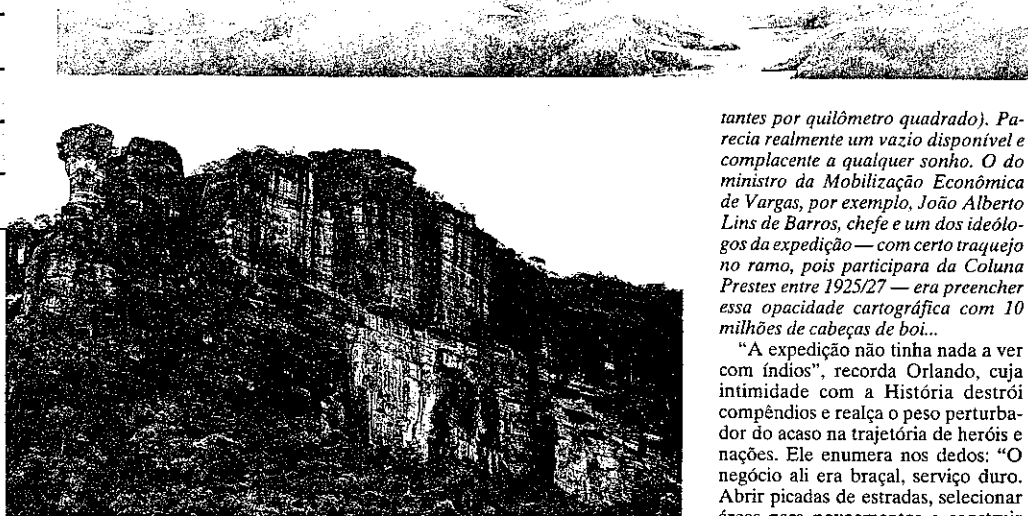 tantes por quilômetro quadrado). Pa-
recia realmente um vazio disponível e
complacente a qualquer sonho. O do
ministro da Mobilização Econômica
de Vargas, por exemplo, João Alberto
Lins de Barros, chefe e um dos ideólo-
gos da expedição — com certo traquejo
no ramo, pois participara da Coluna
Prestes entre 1925/27 — era preencher
essa opacidade cartográfica com 10
milhões de cabeças de boi...
"A expedição não tinha nada a ver
com índios", recorda Orlando, cuja
intimidade com a História destrói
compêndios e realça o peso perturba-
dor do acaso na trajetória de heróis e
nações. Ele enumera nos dedos: "O
negócio ali era braçal, serviço duro.
Abrir picadas de estradas, selecionar